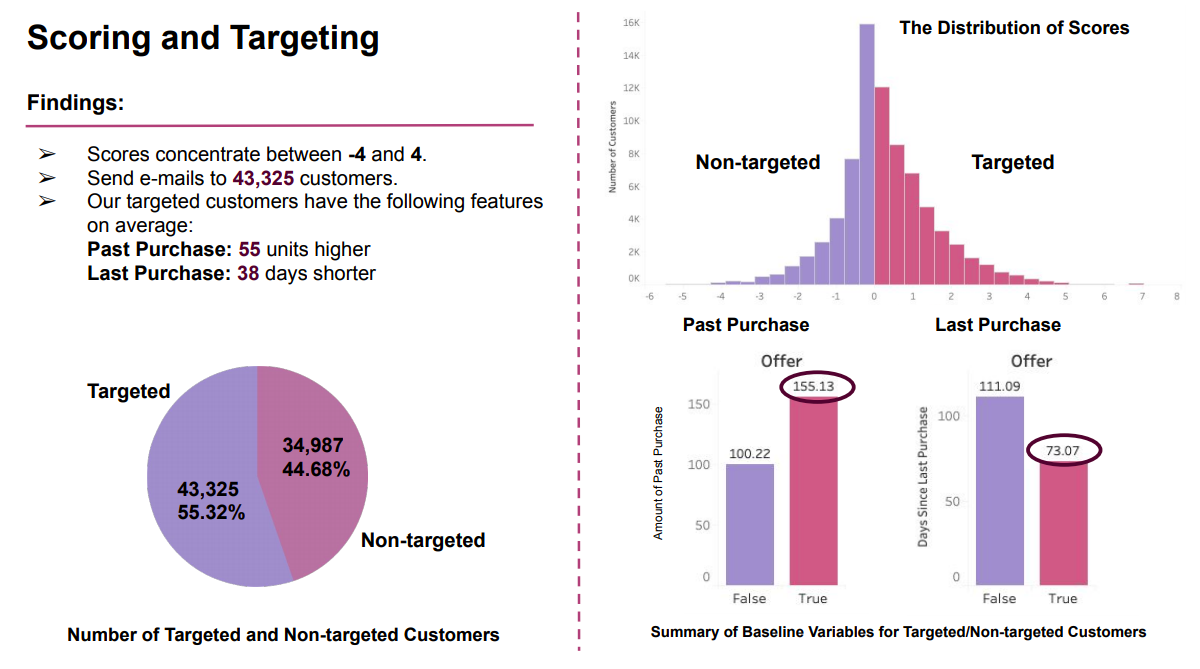 Scoring and Targeting
Findings:
➢ Scores concentrate between -4 and 4.
➢ Send e-mails to 43,325 customers.
➢ Our targeted customers have the following features
on average:
Past Purchase: 55 units higher
Last Purchase: 38 days shorter
Targeted
34,987
44.68%
43,325
55.32%
Non-targeted
Number of Targeted and Non-targeted Customers
The Distribution of Scores
Number of Customers
16K
14K
12K
10K
8K
6K
4K
2K
0K
Non-targeted
Targeted
-6 -5 -4 -3 -2 -1 0 1 2 3 4 5 6 7 8
Past Purchase
Offer
Amount of Past Purchase
150
100
50
0
155.13
100.22
False True
Last Purchase
Offer
Days Since Last Purchase
100
50
0
111.09
73.07
False True
Summary of Baseline Variables for Targeted/Non-targeted Customers